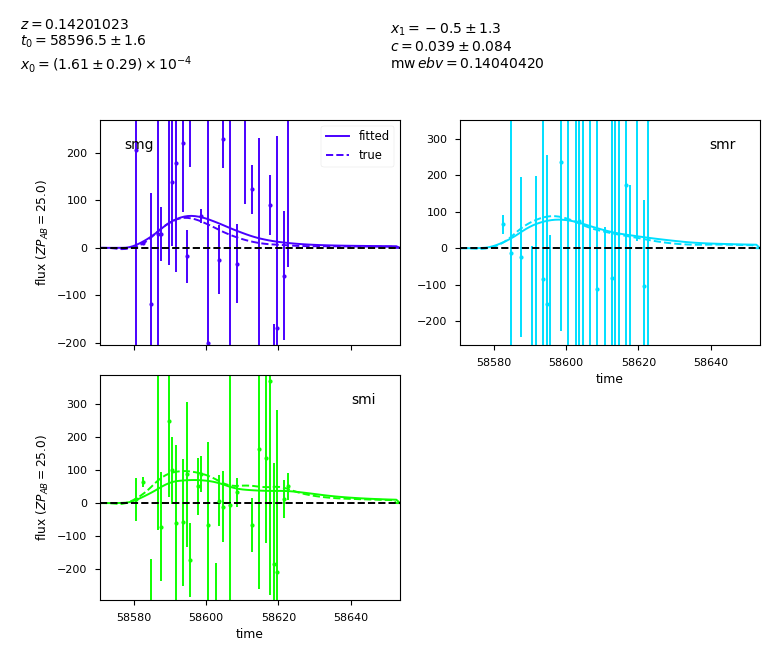 z = 0.14201023
t₀ = 58596.5 ± 1.6
x₀ = (1.61 ± 0.29) × 10⁻⁴
x₁ = −0.5 ± 1.3
c = 0.039 ± 0.084
mw ebv = 0.14040420
smg
fitted
true
200
100
0
−100
−200
flux (ZP_AB = 25.0)
smr
300
200
100
0
−100
−200
58580 58600 58620 58640
time
smi
300
200
100
0
−100
−200
flux (ZP_AB = 25.0)
58580 58600 58620 58640
time